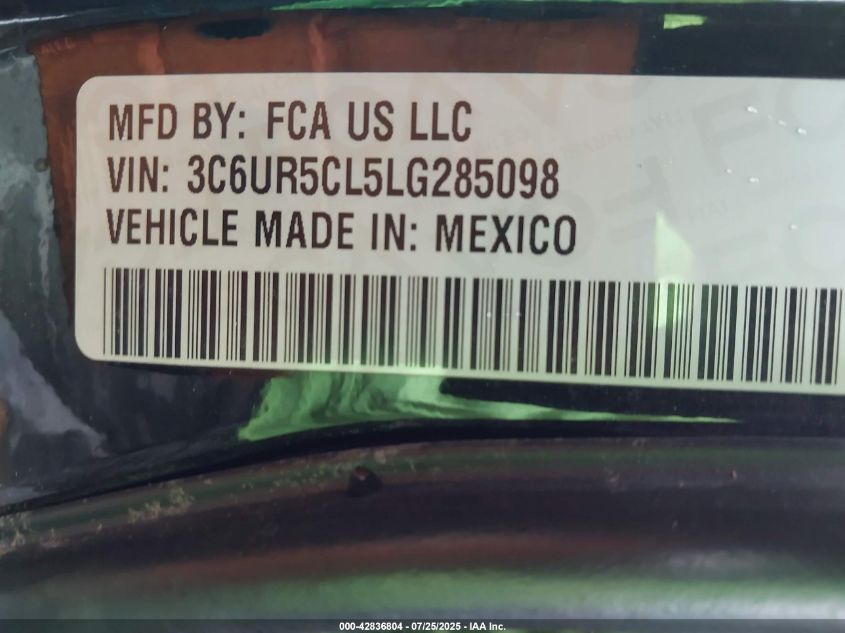 MFD BY: FCA US LLC
VIN: 3C6UR5CL5LG285098
VEHICLE MADE IN: MEXICO
000-42836804 / 07/25/2025 - IAA Inc.